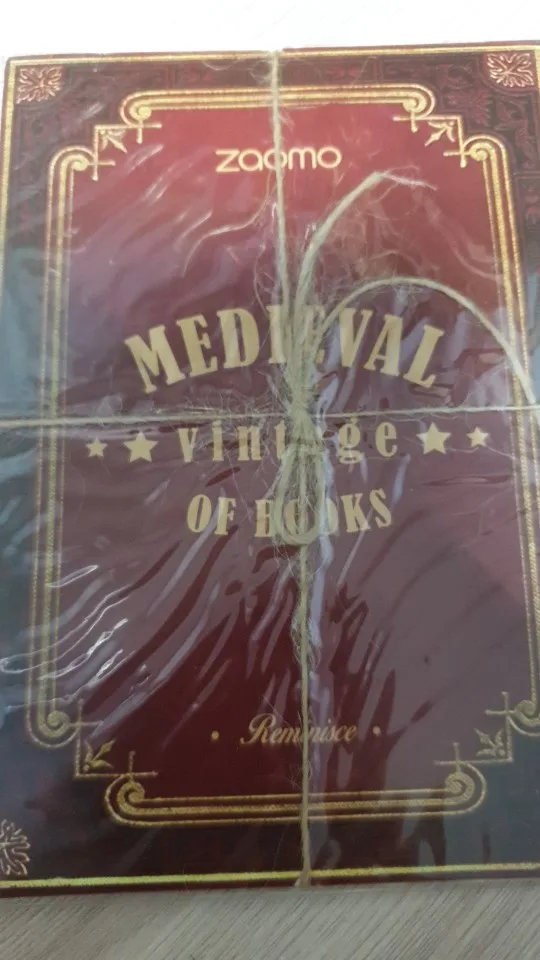 zaomo
MEDIEVAL
vintage
OF BOOKS
Reminisce